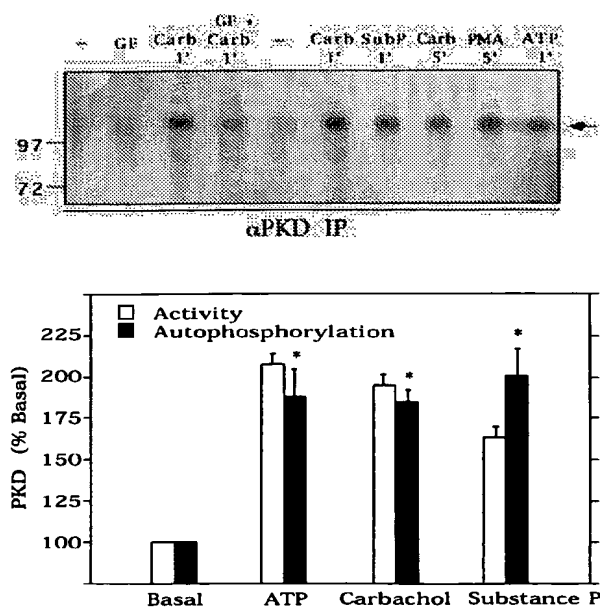 GF +
- GF Carb Carb - Carb SubP Carb PMA ATP
1' 1' 1' 1' 5' 5' 1'
97
72
αPKD IP
Activity
Autophosphorylation
225
200
175
150
125
100
PKD (% Basal)
* * *
Basal ATP Carbachol Substance P